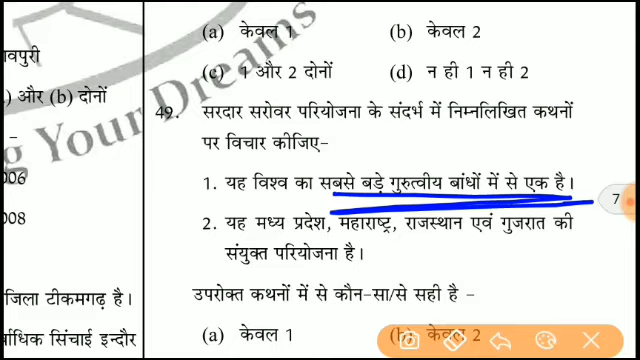 (a) केवल 1 (b) केवल 2
(c) 1 और 2 दोनों (d) न ही 1 न ही 2
49. सरदार सरोवर परियोजना के संदर्भ में निम्नलिखित कथनों
पर विचार कीजिए–
1. यह विश्व का सबसे बड़े गुरुत्वीय बांधों में से एक है।
2. यह मध्य प्रदेश, महाराष्ट्र, राजस्थान एवं गुजरात की
संयुक्त परियोजना है।
उपरोक्त कथनों में से कौन-सा/से सही है –
(a) केवल 1 (b) केवल 2
) और (b) दोनों
–
006
008
जिला टीकमगढ़ है।
सिंचाई इन्दौर
g Your Dreams
7